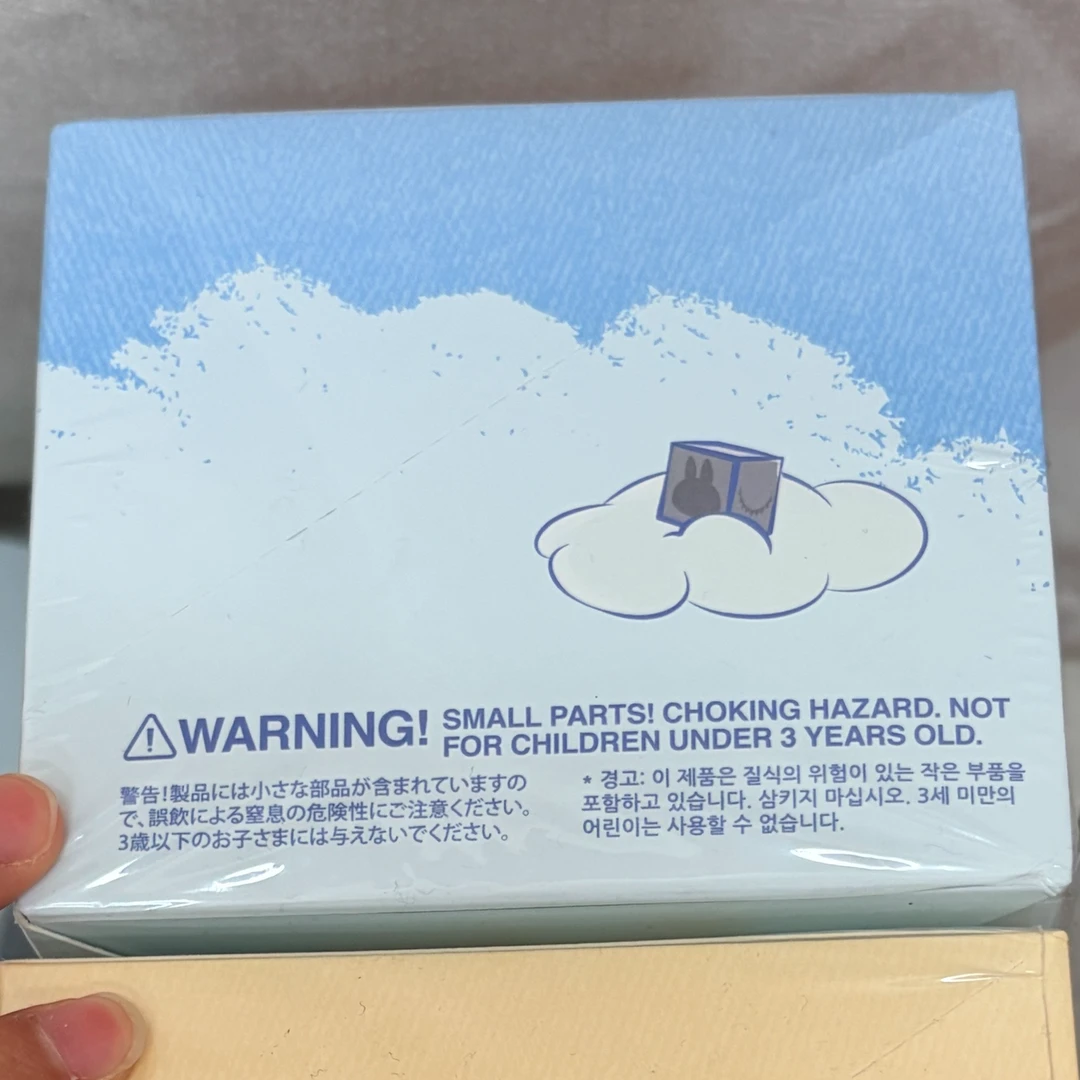 WARNING!
SMALL PARTS! CHOKING HAZARD. NOT
FOR CHILDREN UNDER 3 YEARS OLD.
警告!製品には小さな部品が含まれていますの
で、誤飲による窒息の危険性にご注意ください。
3歳以下のお子さまには与えないでください。
* 경고: 이 제품은 질식의 위험이 있는 작은 부품을
포함하고 있습니다. 삼키지 마십시오. 3세 미만의
어린이는 사용할 수 없습니다.